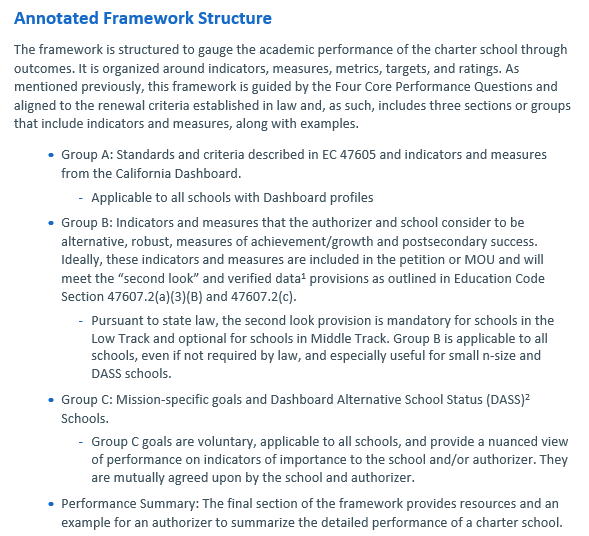 Annotated Framework Structure
The framework is structured to gauge the academic performance of the charter school through
outcomes. It is organized around indicators, measures, metrics, targets, and ratings. As
mentioned previously, this framework is guided by the Four Core Performance Questions and
aligned to the renewal criteria established in law and, as such, includes three sections or groups
that include indicators and measures, along with examples.
• Group A: Standards and criteria described in EC 47605 and indicators and measures
from the California Dashboard.
- Applicable to all schools with Dashboard profiles
• Group B: Indicators and measures that the authorizer and school consider to be
alternative, robust, measures of achievement/growth and postsecondary success.
Ideally, these indicators and measures are included in the petition or MOU and will
meet the “second look” and verified data¹ provisions as outlined in Education Code
Section 47607.2(a)(3)(B) and 47607.2(c).
- Pursuant to state law, the second look provision is mandatory for schools in the
Low Track and optional for schools in Middle Track. Group B is applicable to all
schools, even if not required by law, and especially useful for small n-size and
DASS schools.
• Group C: Mission-specific goals and Dashboard Alternative School Status (DASS)²
Schools.
- Group C goals are voluntary, applicable to all schools, and provide a nuanced view
of performance on indicators of importance to the school and/or authorizer. They
are mutually agreed upon by the school and authorizer.
• Performance Summary: The final section of the framework provides resources and an
example for an authorizer to summarize the detailed performance of a charter school.